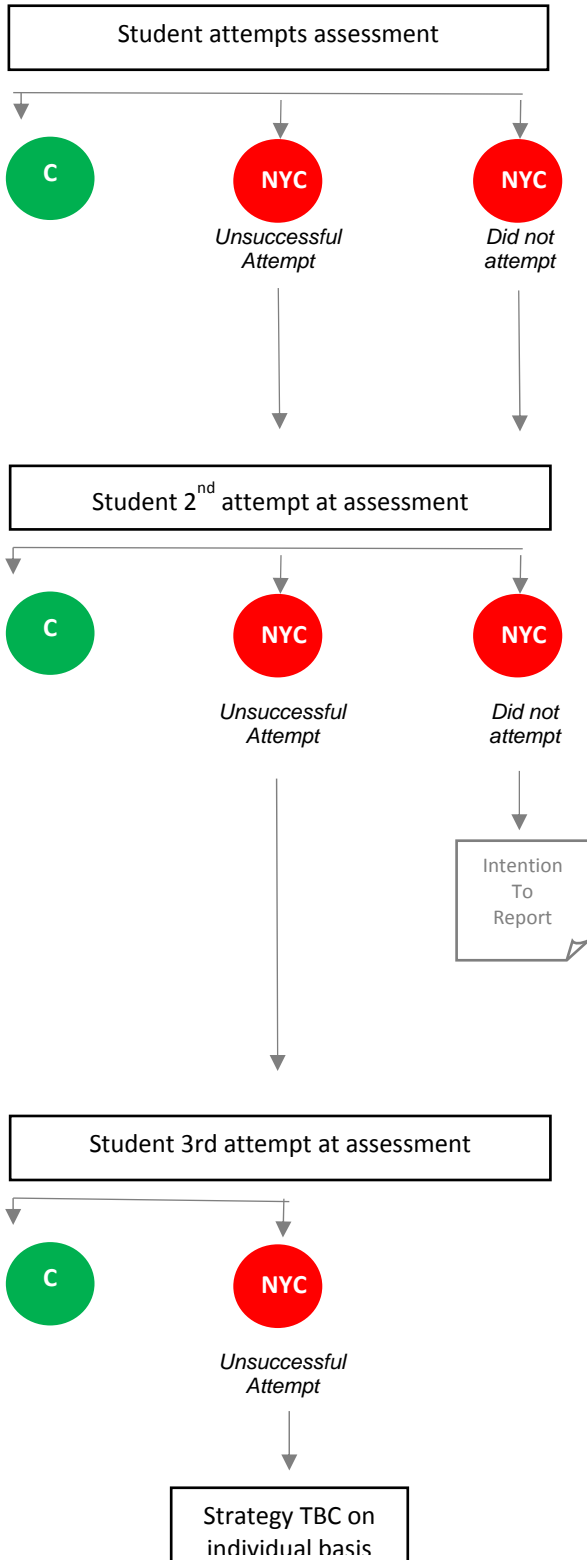 Student attempts assessment
C
NYC
NYC
Unsuccessful
Attempt
Did not
attempt
Student 2nd attempt at assessment
C
NYC
NYC
Unsuccessful
Attempt
Did not
attempt
Intention
To
Report
Student 3rd attempt at assessment
C
NYC
Unsuccessful
Attempt
Strategy TBC on
individual basis